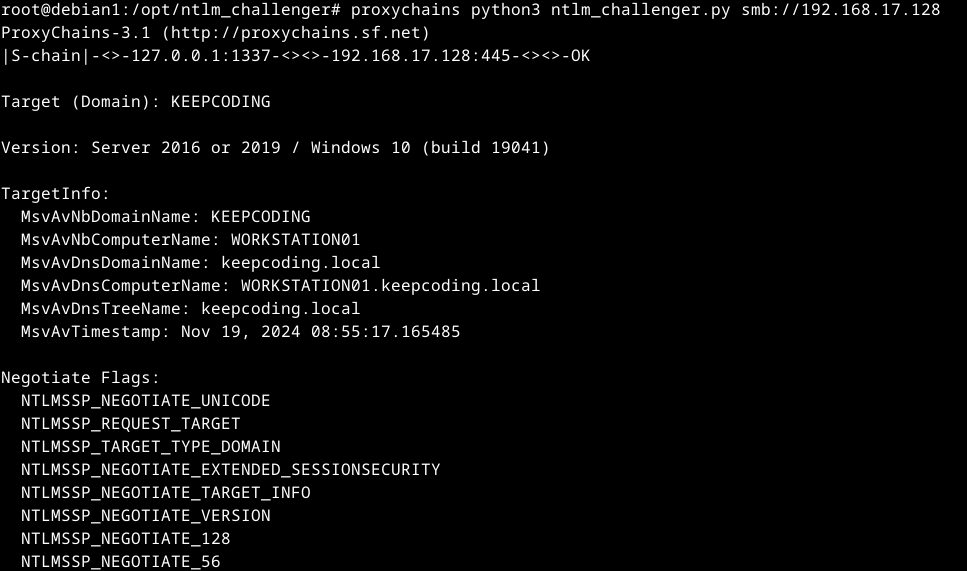 root@debian1:/opt/ntlm_challenger# proxychains python3 ntlm_challenger.py smb://192.168.17.128
ProxyChains-3.1 (http://proxychains.sf.net)
|S-chain|-<>-127.0.0.1:1337-<><>-192.168.17.128:445-<><>-OK

Target (Domain): KEEPCODING

Version: Server 2016 or 2019 / Windows 10 (build 19041)

TargetInfo:
  MsvAvNbDomainName: KEEPCODING
  MsvAvNbComputerName: WORKSTATION01
  MsvAvDnsDomainName: keepcoding.local
  MsvAvDnsComputerName: WORKSTATION01.keepcoding.local
  MsvAvDnsTreeName: keepcoding.local
  MsvAvTimestamp: Nov 19, 2024 08:55:17.165485

Negotiate Flags:
  NTLMSSP_NEGOTIATE_UNICODE
  NTLMSSP_REQUEST_TARGET
  NTLMSSP_TARGET_TYPE_DOMAIN
  NTLMSSP_NEGOTIATE_EXTENDED_SESSIONSECURITY
  NTLMSSP_NEGOTIATE_TARGET_INFO
  NTLMSSP_NEGOTIATE_VERSION
  NTLMSSP_NEGOTIATE_128
  NTLMSSP_NEGOTIATE_56